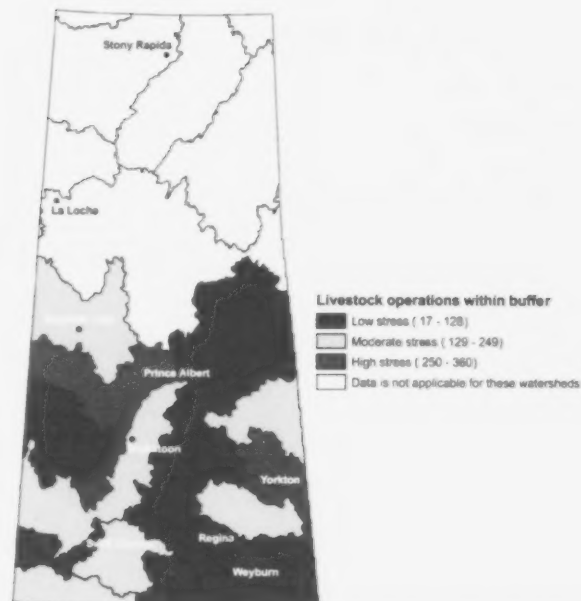 Stony Rapids
La Loche
Livestock operations within buffer
Low stress ( 17 - 128)
Moderate stress ( 129 - 249)
High stress ( 250 - 360)
Data is not applicable for these watersheds
Prince Albert
Yorkton
Regina
Weyburn